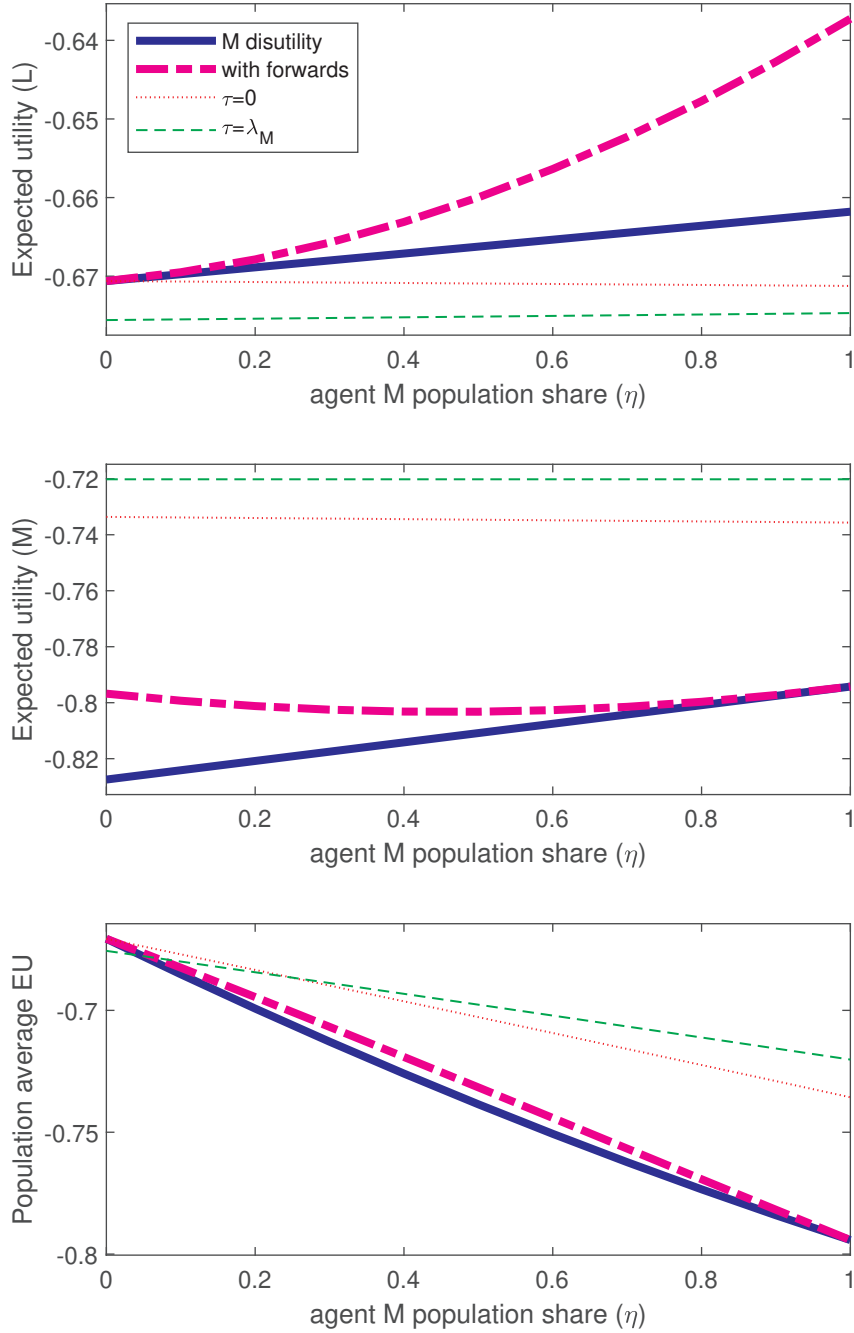 Expected utility (L)
-0.64
-0.65
-0.66
-0.67
M disutility
with forwards
τ=0
τ=λM
0 0.2 0.4 0.6 0.8 1
agent M population share (η)
Expected utility (M)
-0.72
-0.74
-0.76
-0.78
-0.8
-0.82
0 0.2 0.4 0.6 0.8 1
agent M population share (η)
Population average EU
-0.7
-0.75
-0.8
0 0.2 0.4 0.6 0.8 1
agent M population share (η)